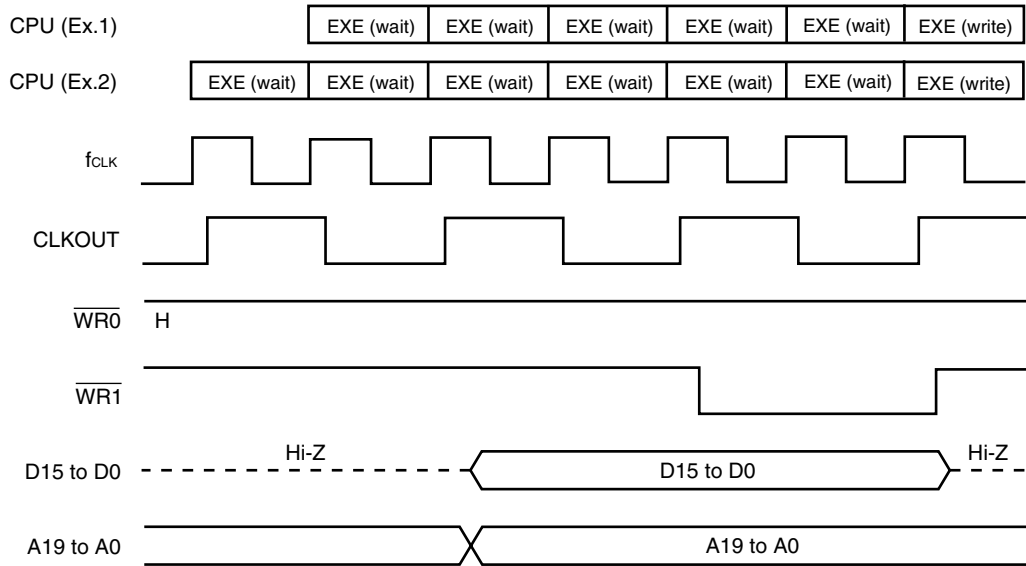 CPU (Ex.1) EXE (wait) EXE (wait) EXE (wait) EXE (wait) EXE (wait) EXE (write)
CPU (Ex.2) EXE (wait) EXE (wait) EXE (wait) EXE (wait) EXE (wait) EXE (wait) EXE (write)
fCLK
CLKOUT
WR0 H
WR1
D15 to D0 Hi-Z D15 to D0 Hi-Z
A19 to A0 A19 to A0